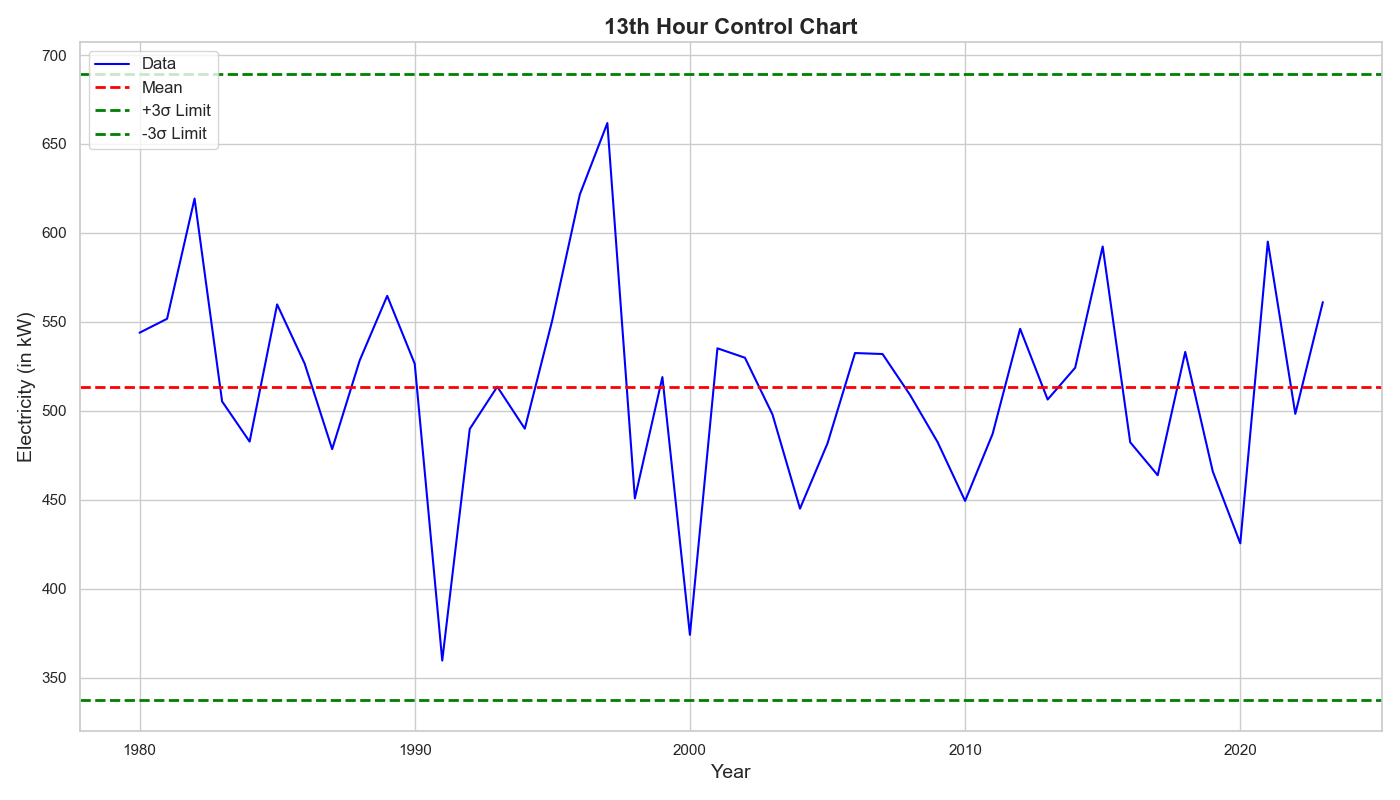 13th Hour Control Chart
Data
Mean
+3σ Limit
-3σ Limit
700
650
600
550
500
450
400
350
Electricity (in kW)
1980
1990
2000
2010
2020
Year